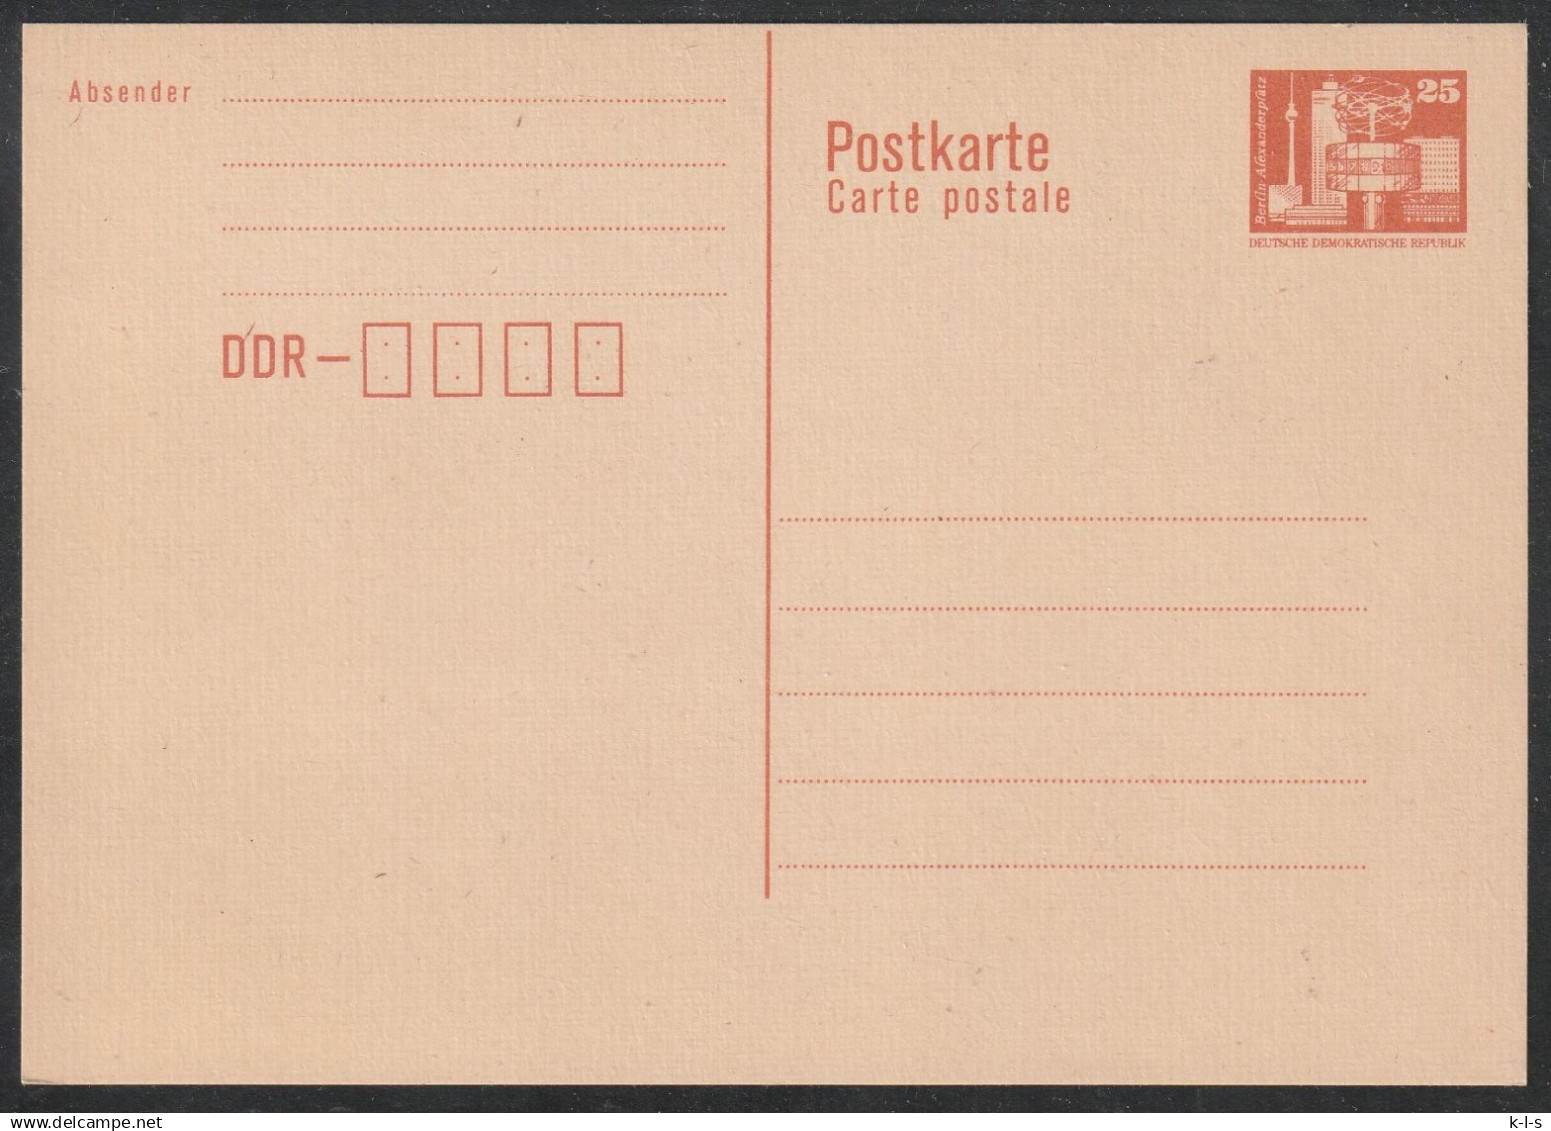 Absender
Postkarte
Carte postale
25
Berlin Alexanderplatz
DEUTSCHE DEMOKRATISCHE REPUBLIK
DDR–
www.delcampe.net
k-l-s